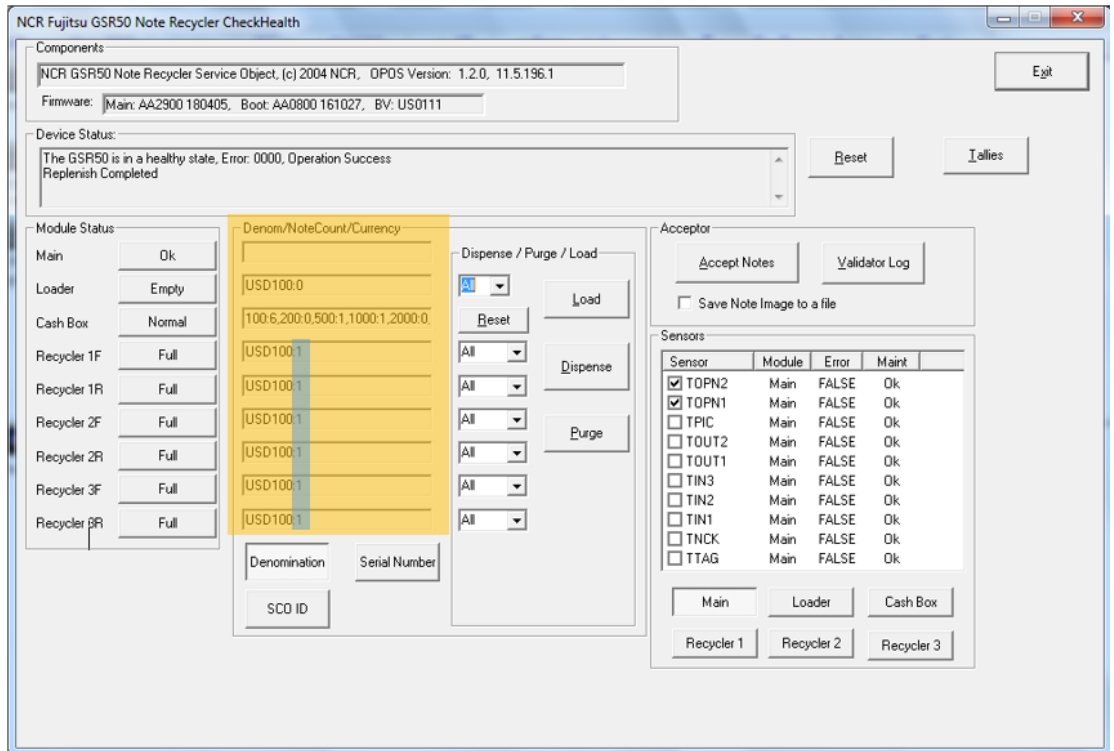 NCR Fujitsu GSR50 Note Recycler CheckHealth
Components
NCR GSR50 Note Recycler Service Object, (c) 2004 NCR, OPOS Version: 1.2.0, 11.5.196.1
Exit
Firmware: Main: AA2900 180405, Boot: AA0800 161027, BV: US0111
Device Status:
The GSR50 is in a healthy state, Error: 0000, Operation Success
Replenish Completed
Reset
Tallies
Module Status
Main Ok
Loader Empty
Cash Box Normal
Recycler 1F Full
Recycler 1R Full
Recycler 2F Full
Recycler 2R Full
Recycler 3F Full
Recycler 3R Full
Denom/NoteCount/Currency
USD100:0
100:6,200:0,500:1,1000:1,2000:0,
USD100:1
USD100:1
USD100:1
USD100:1
USD100:1
USD100:1
Denomination Serial Number
SCO ID
Dispense / Purge / Load
All
Reset
All
All
All
All
All
All
Load
Dispense
Purge
Acceptor
Accept Notes Validator Log
Save Note Image to a file
Sensors
Sensor Module Error Maint
TOPN2 Main FALSE Ok
TOPN1 Main FALSE Ok
TPIC Main FALSE Ok
TOUT2 Main FALSE Ok
TOUT1 Main FALSE Ok
TIN3 Main FALSE Ok
TIN2 Main FALSE Ok
TIN1 Main FALSE Ok
TNCK Main FALSE Ok
TTAG Main FALSE Ok
Main Loader Cash Box
Recycler 1 Recycler 2 Recycler 3